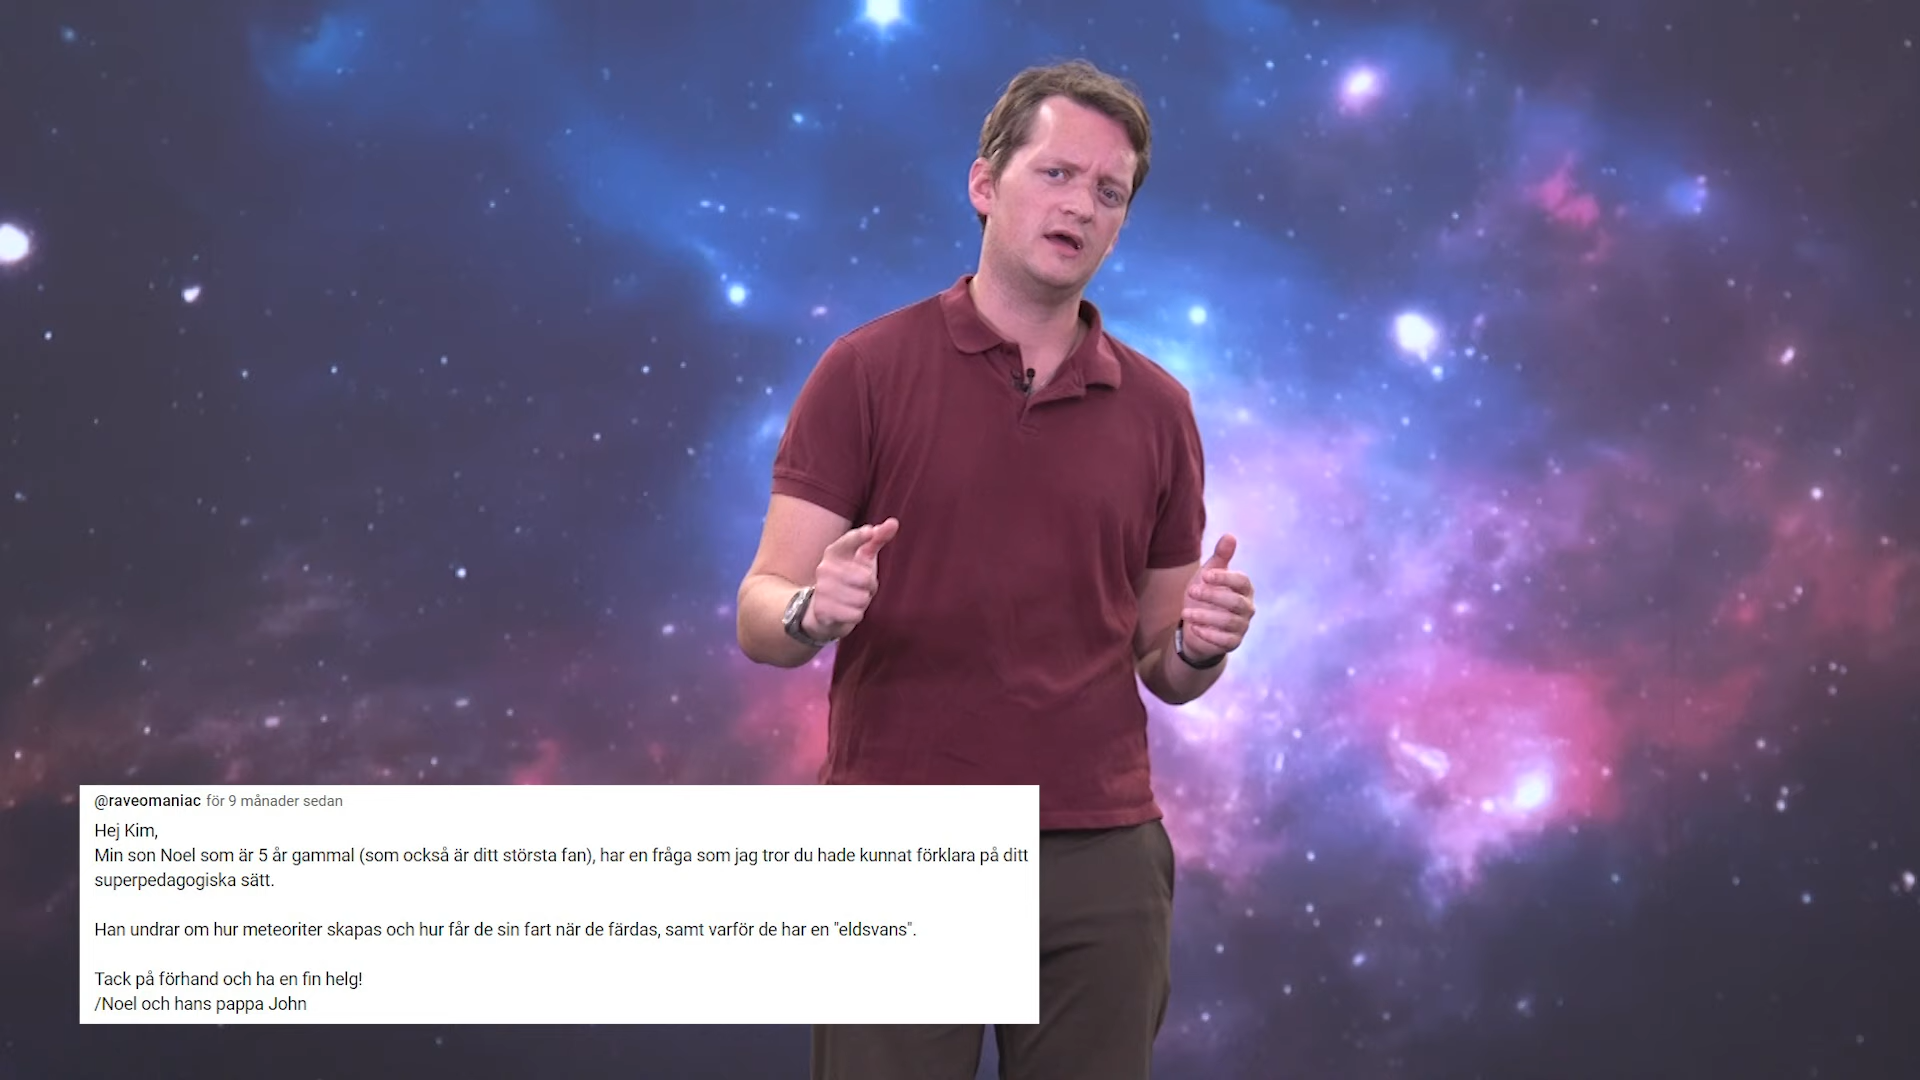 @raveomaniac för 9 månader sedan
Hej Kim,
Min son Noel som är 5 år gammal (som också är ditt största fan), har en fråga som jag tror du hade kunnat förklara på ditt
superpedagogiska sätt.
Han undrar om hur meteoriter skapas och hur får de sin fart när de färdas, samt varför de har en "eldsvans".
Tack på förhand och ha en fin helg!
/Noel och hans pappa John